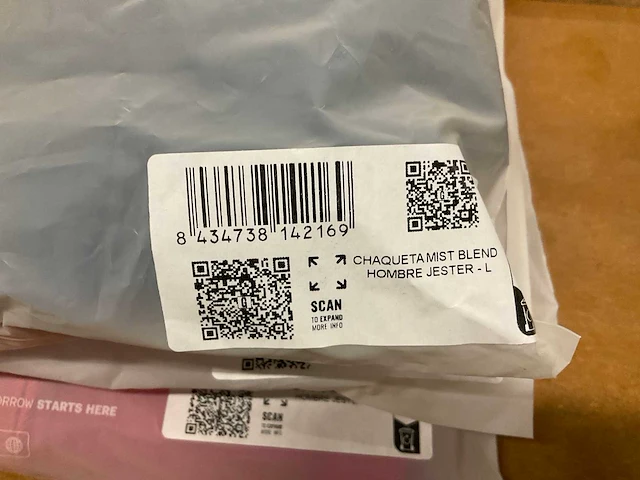 8 434738 142169
CHAQUETA MIST BLEND
HOMBRE JESTER - L
SCAN
TO EXPAND
MORE INFO
ORROW STARTS HERE
SCAN